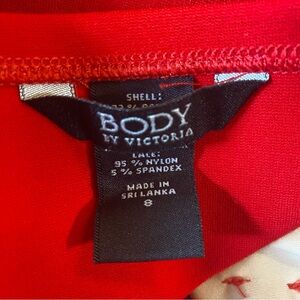 SHELL:
BODY
BY VICTORIA
LACE:
95 % NYLON
5 % SPANDEX
MADE IN
SRI LANKA
8